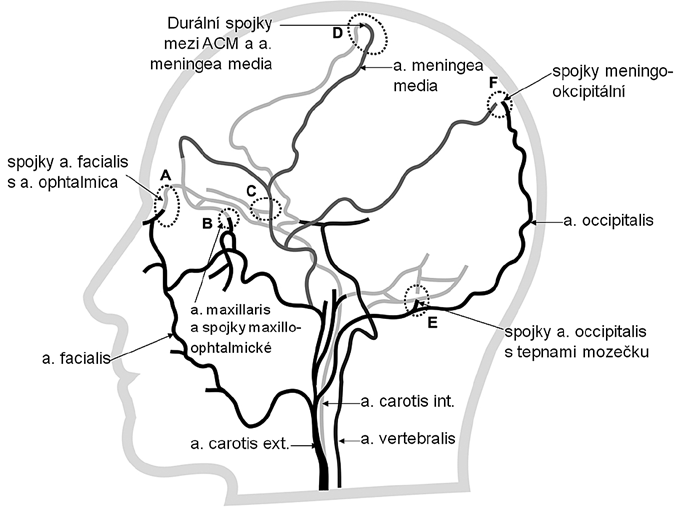 Durální spojky
mezi ACM a a.
meningea media
D
a. meningea
media
F
spojky meningo-
okcipitální
spojky a. facialis
s a. ophtalmica
A
C
B
a. occipitalis
a. maxillaris
a spojky maxillo-
ophtalmické
E
spojky a. occipitalis
s tepnami mozečku
a. facialis
a. carotis int.
a. carotis ext.
a. vertebralis